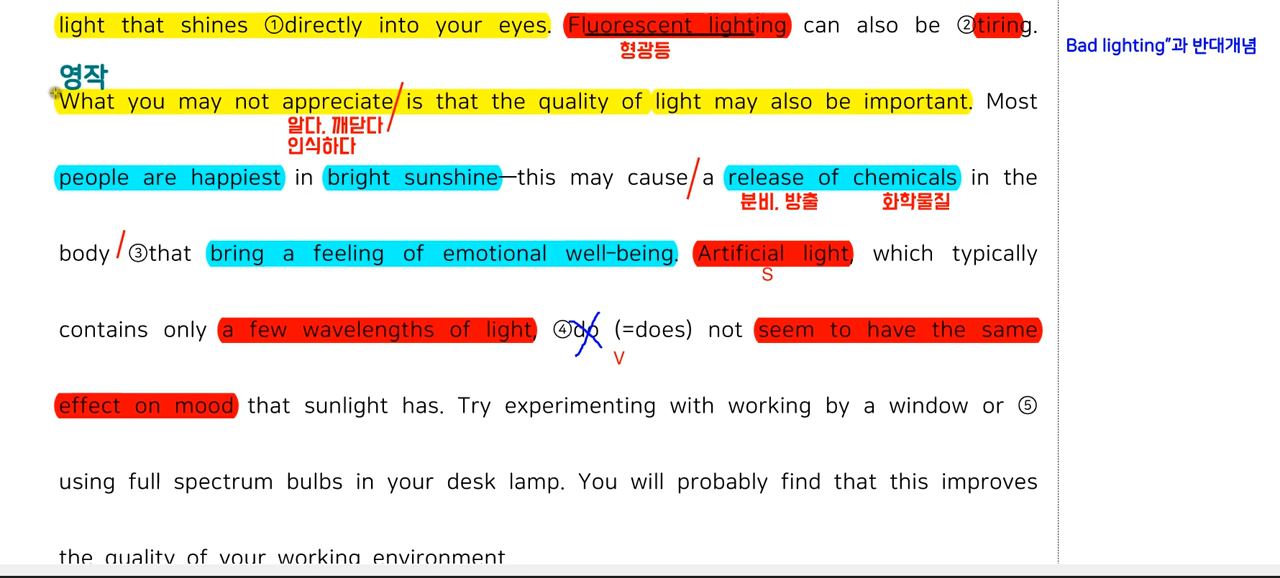 light that shines ①directly into your eyes. Fluorescent lighting can also be ②tiring.
형광등
Bad lighting"과 반대개념
영작
What you may not appreciate is that the quality of light may also be important. Most
알다. 깨닫다
인식하다
people are happiest in bright sunshine—this may cause a release of chemicals in the
분비. 방출 화학물질
body ③that bring a feeling of emotional well-being. Artificial light, which typically
S
contains only a few wavelengths of light, ④do (=does) not seem to have the same
V
effect on mood that sunlight has. Try experimenting with working by a window or ⑤
using full spectrum bulbs in your desk lamp. You will probably find that this improves
the quality of your working environment